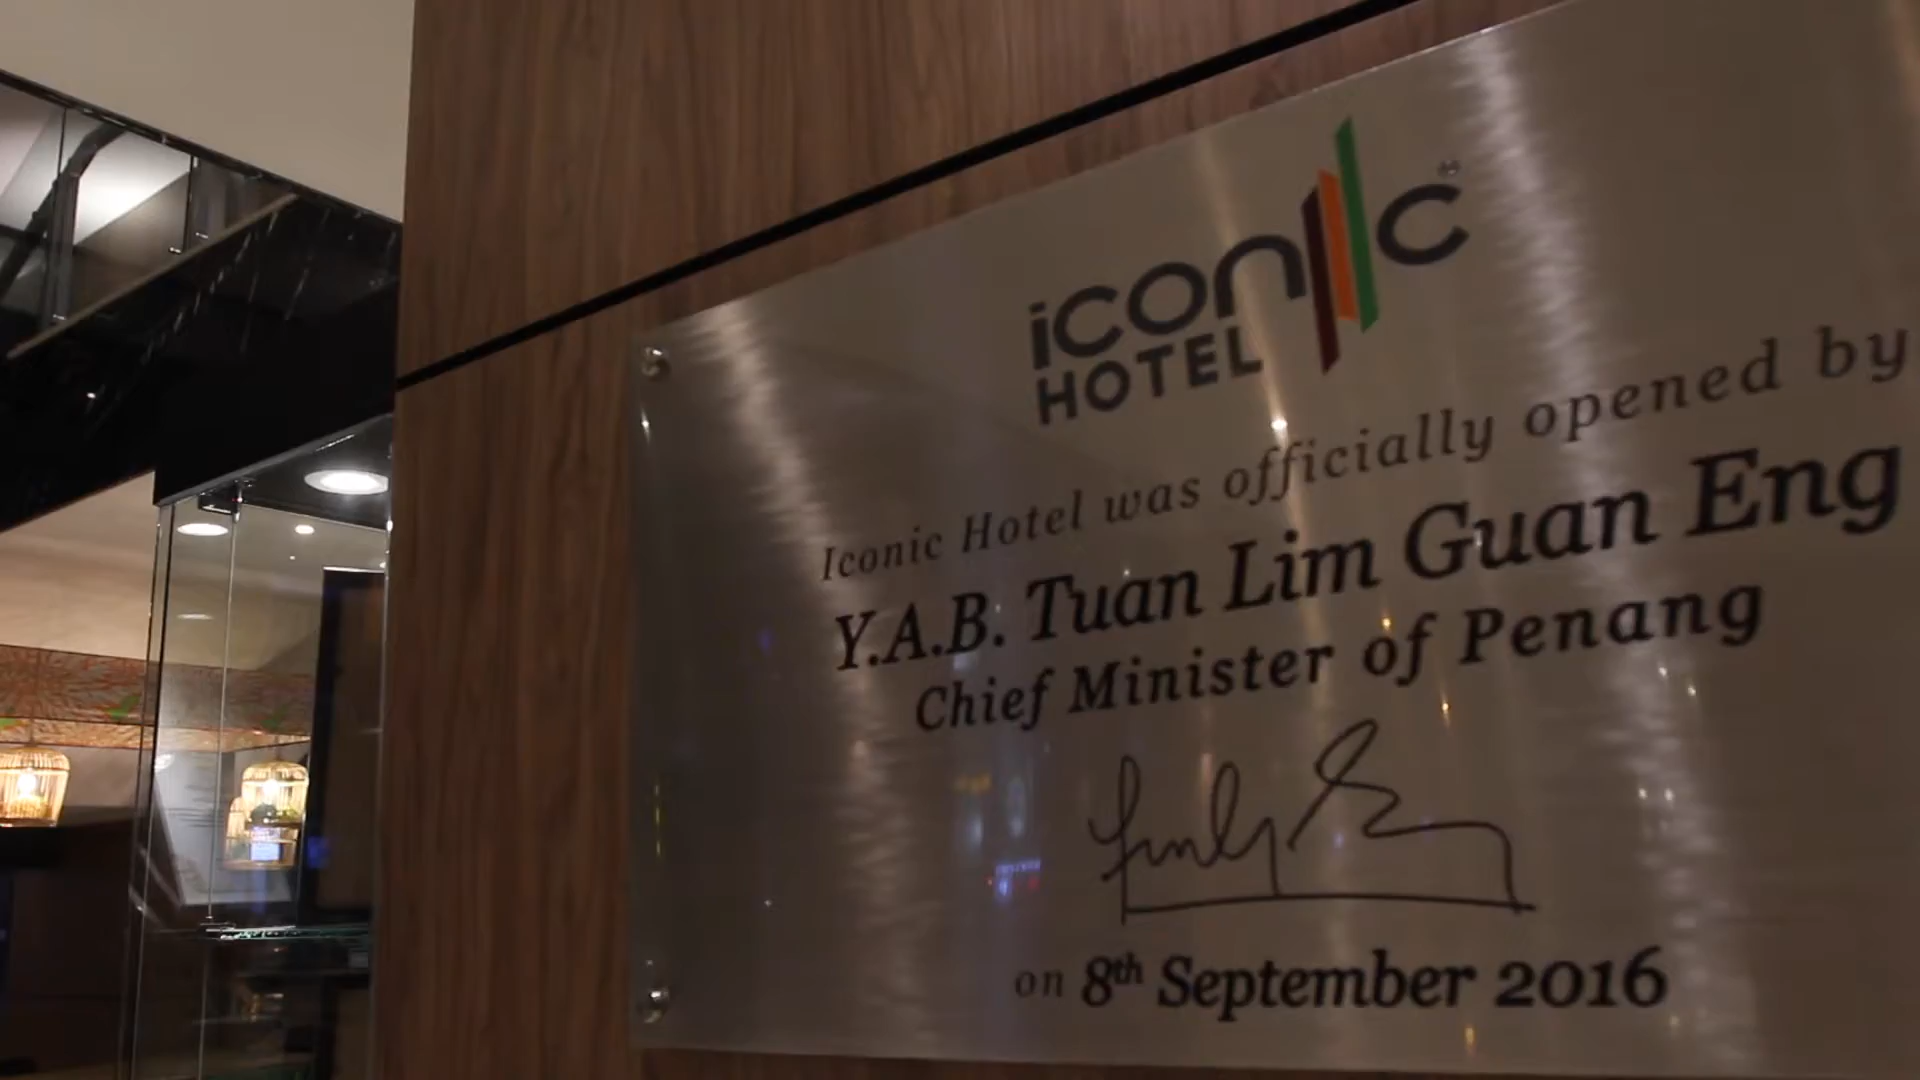 iconic®
HOTEL
Iconic Hotel was officially opened by
Y.A.B. Tuan Lim Guan Eng
Chief Minister of Penang
on 8th September 2016